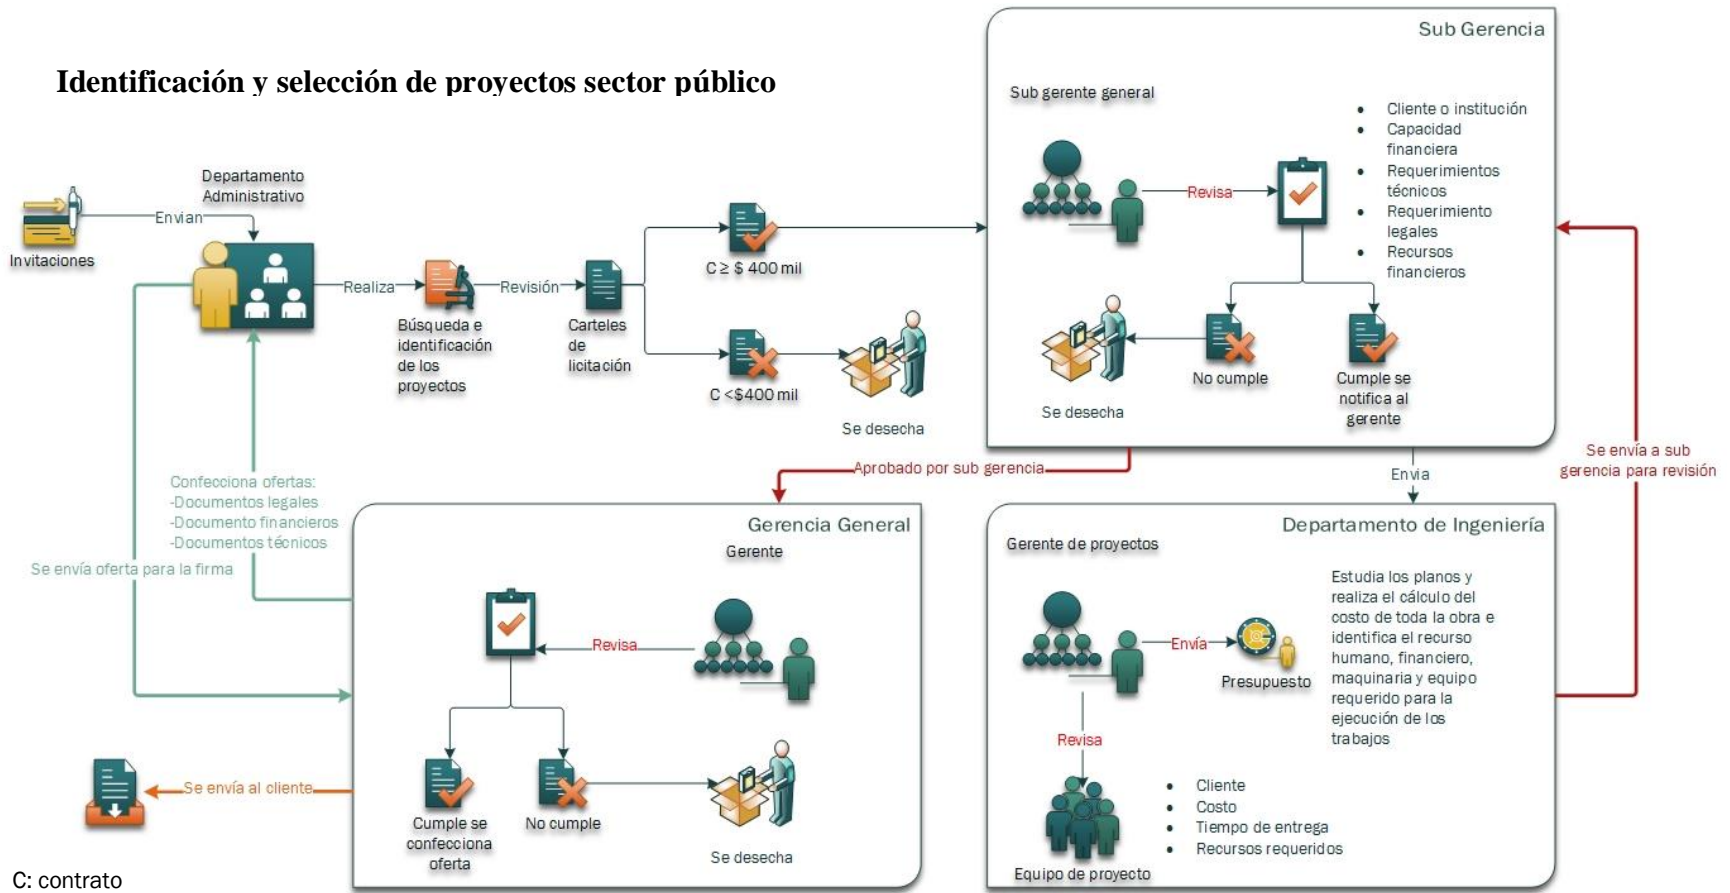 Identificación y selección de proyectos sector público
Invitaciones
Envian
Departamento
Administrativo
Realiza
Búsqueda e
identificación
de los
proyectos
Revisión
Carteles
de
licitación
C ≥ $ 400 mil
C <$400 mil
Se desecha
Sub Gerencia
Sub gerente general
Revisa
Cliente o institución
Capacidad
financiera
Requerimientos
técnicos
Requerimiento
legales
Recursos
financieros
No cumple
Se desecha
Cumple se
notifica al
gerente
Aprobado por sub gerencia
Envia
Se envía a sub
gerencia para revisión
Confecciona ofertas:
-Documentos legales
-Documento financieros
-Documentos técnicos
Se envía oferta para la firma
Gerencia General
Gerente
Revisa
Cumple se
confecciona
oferta
No cumple
Se desecha
Se envía al cliente
Departamento de Ingeniería
Gerente de proyectos
Envía
Presupuesto
Estudia los planos y
realiza el cálculo del
costo de toda la obra e
identifica el recurso
humano, financiero,
maquinaria y equipo
requerido para la
ejecución de los
trabajos
Revisa
Equipo de proyecto
Cliente
Costo
Tiempo de entrega
Recursos requeridos
C: contrato